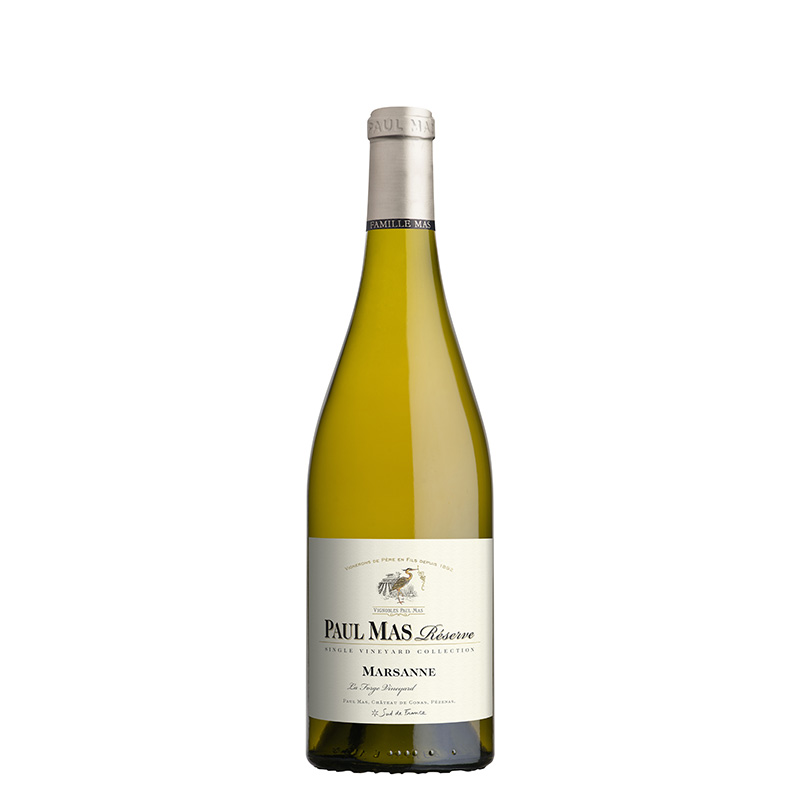 PAUL MAS
FAMILLE MAS
VIGNERONS DE PÈRE EN FILS DEPUIS 1892
VIGNOBLES PAUL MAS
PAUL MAS Réserve
SINGLE VINEYARD COLLECTION
MARSANNE
La Forge Vineyard
PAUL MAS, CHÂTEAU DE CONAS, PÉZENAS.
Sud de France